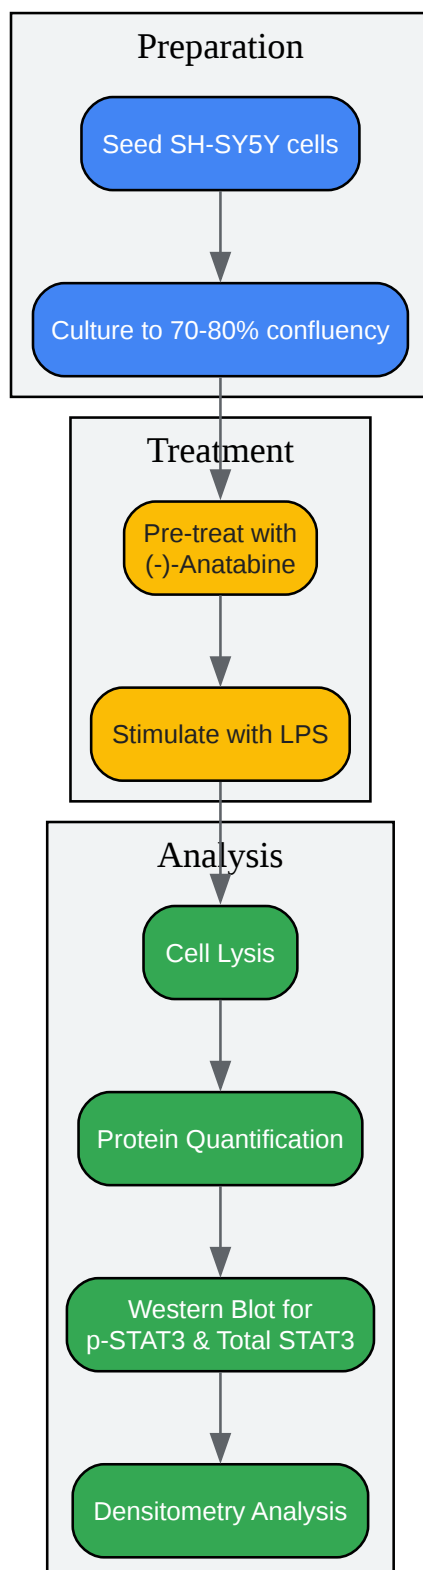 Preparation
Seed SH-SY5Y cells
Culture to 70-80% confluency
Treatment
Pre-treat with
(-)-Anatabine
Stimulate with LPS
Analysis
Cell Lysis
Protein Quantification
Western Blot for
p-STAT3 & Total STAT3
Densitometry Analysis